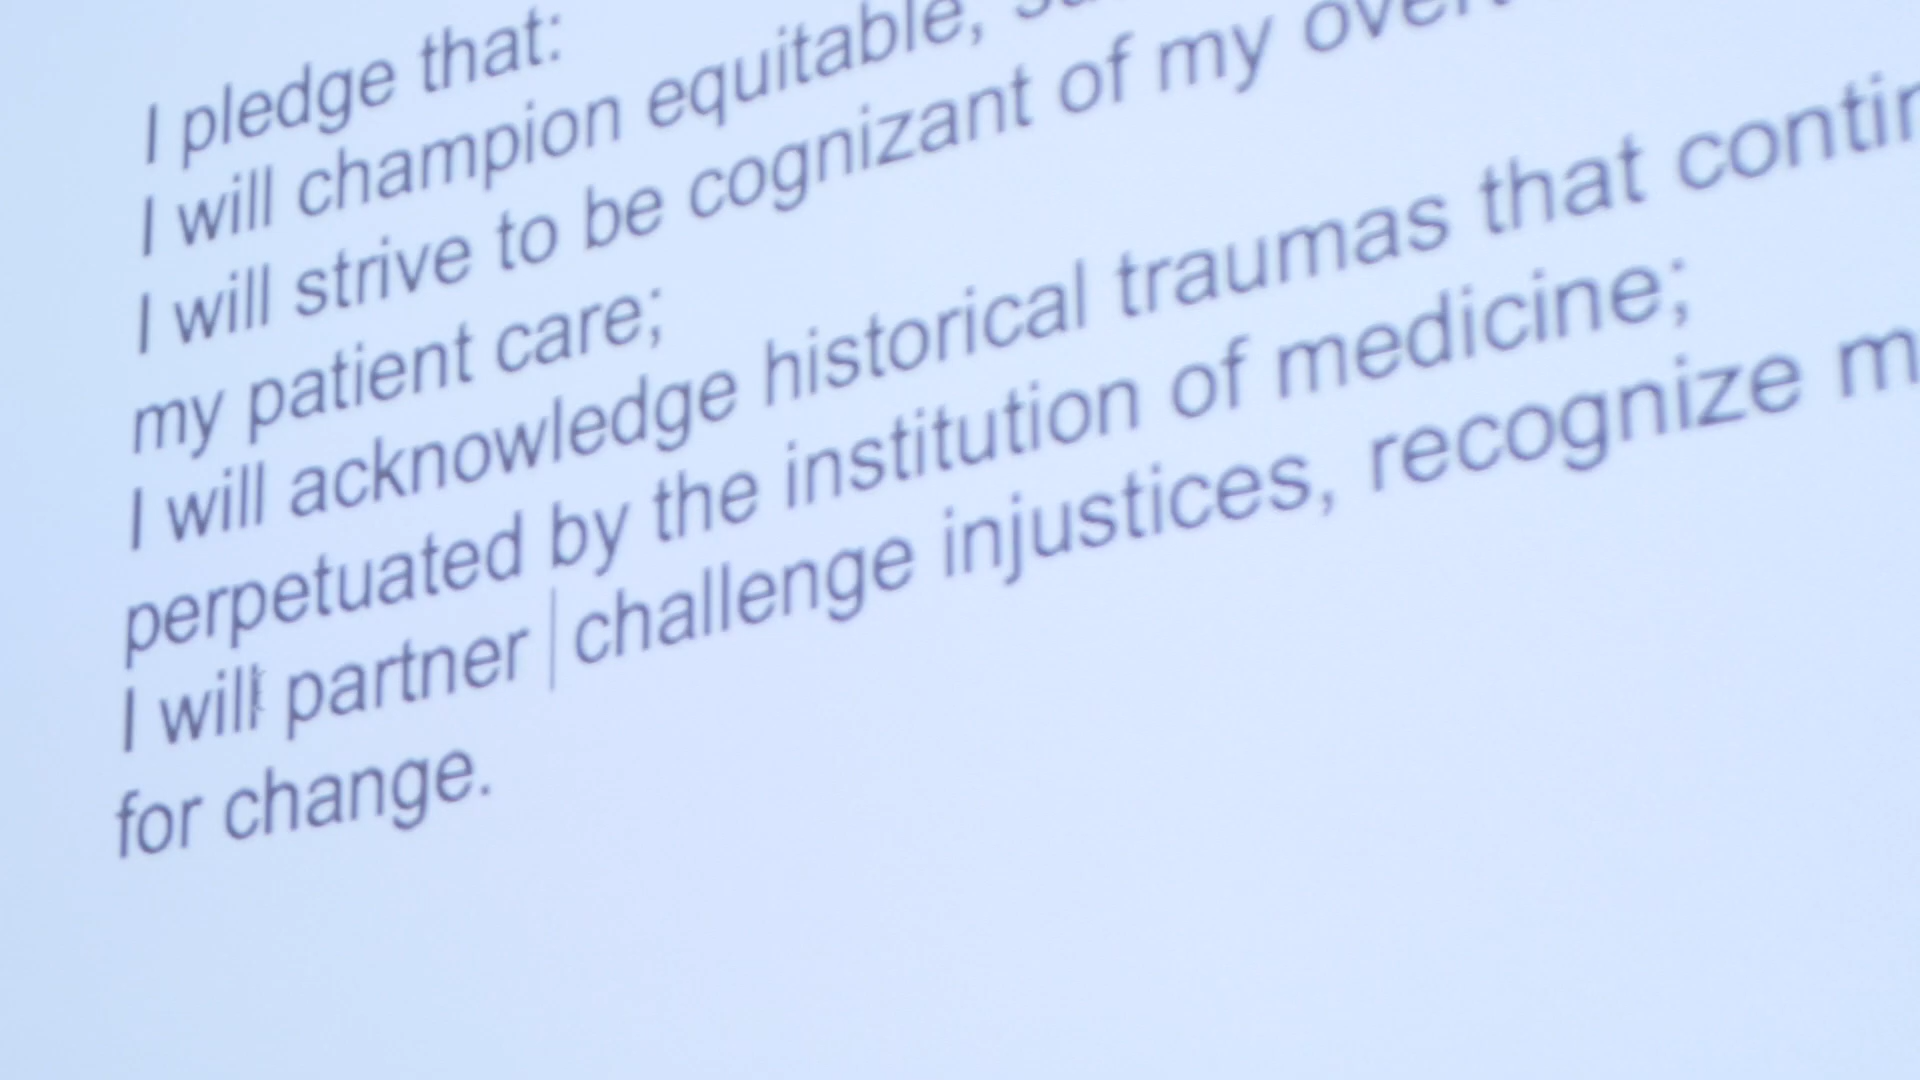 I pledge that:
I will champion equitable,
I will strive to be cognizant of my
my patient care;
I will acknowledge historical traumas that
perpetuated by the institution of medicine;
I will partner challenge injustices, recognize
for change.